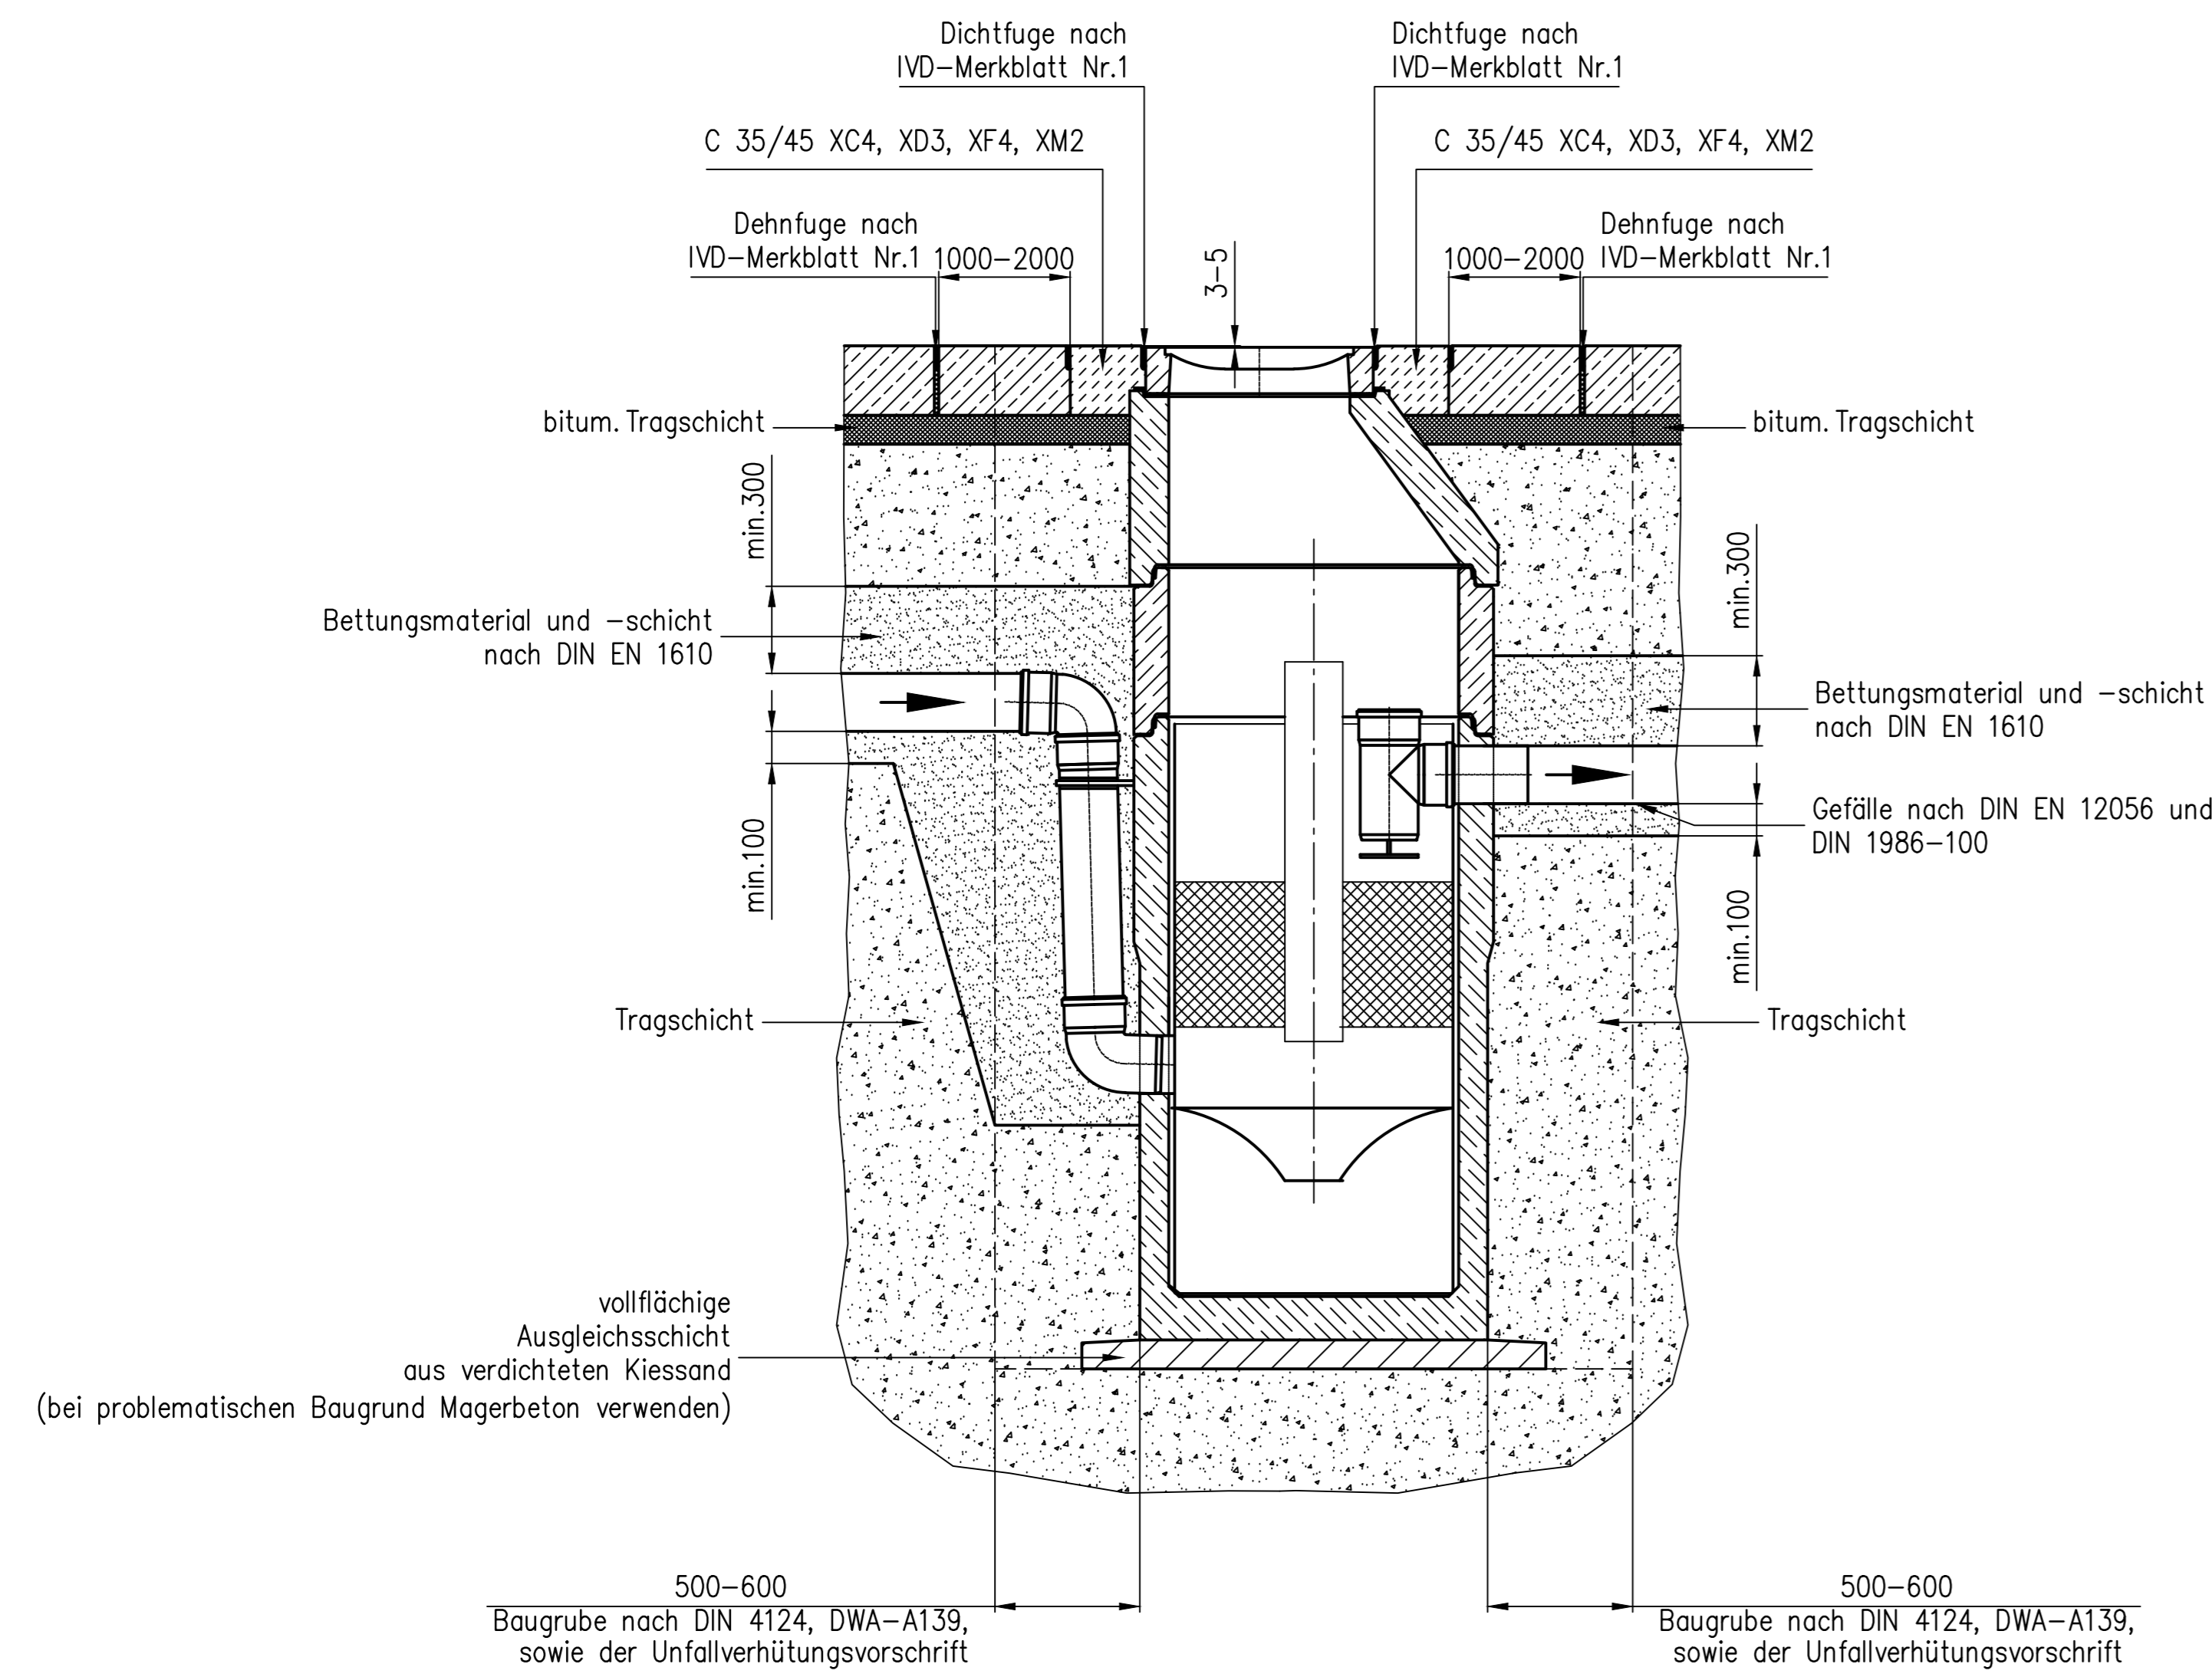 Dichtfuge nach
IVD-Merkblatt Nr.1
Dichtfuge nach
IVD-Merkblatt Nr.1
C 35/45 XC4, XD3, XF4, XM2
C 35/45 XC4, XD3, XF4, XM2
Dehnfuge nach
IVD-Merkblatt Nr.1
1000-2000
3-5
1000-2000
Dehnfuge nach
IVD-Merkblatt Nr.1
bitum. Tragschicht
bitum. Tragschicht
min.300
min.300
Bettungsmaterial und -schicht
nach DIN EN 1610
Bettungsmaterial und -schicht
nach DIN EN 1610
Gefälle nach DIN EN 12056 und
DIN 1986-100
min.100
min.100
Tragschicht
Tragschicht
vollflächige
Ausgleichsschicht
aus verdichteten Kiessand
(bei problematischen Baugrund Magerbeton verwenden)
500-600
Baugrube nach DIN 4124, DWA-A139,
sowie der Unfallverhütungsvorschrift
500-600
Baugrube nach DIN 4124, DWA-A139,
sowie der Unfallverhütungsvorschrift